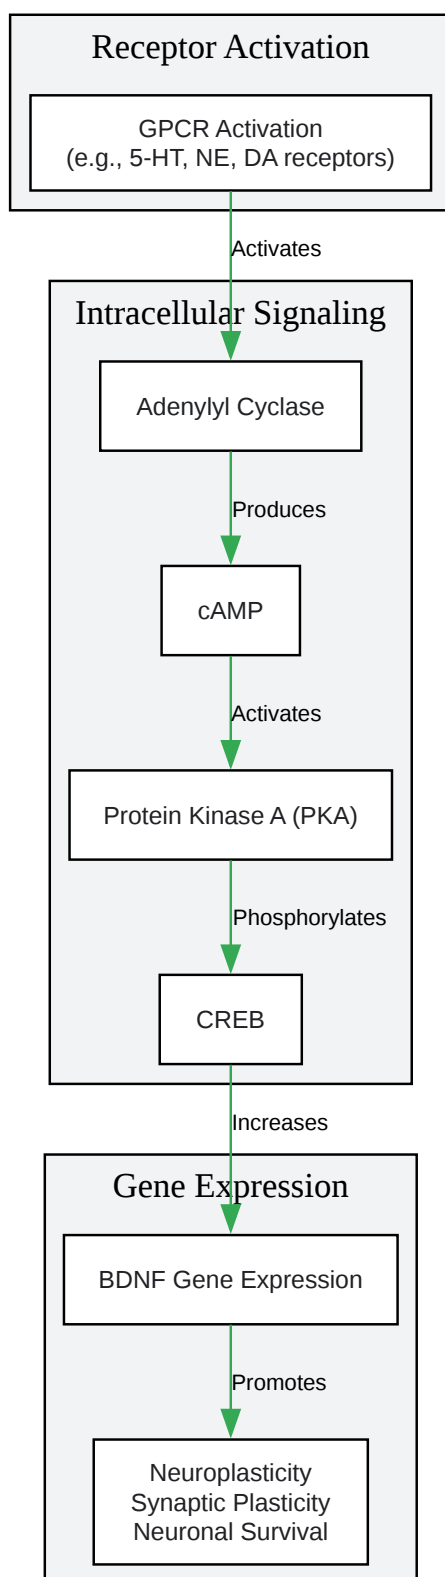 Receptor Activation
GPCR Activation
(e.g., 5-HT, NE, DA receptors)
Activates
Intracellular Signaling
Adenylyl Cyclase
Produces
cAMP
Activates
Protein Kinase A (PKA)
Phosphorylates
CREB
Increases
Gene Expression
BDNF Gene Expression
Promotes
Neuroplasticity
Synaptic Plasticity
Neuronal Survival